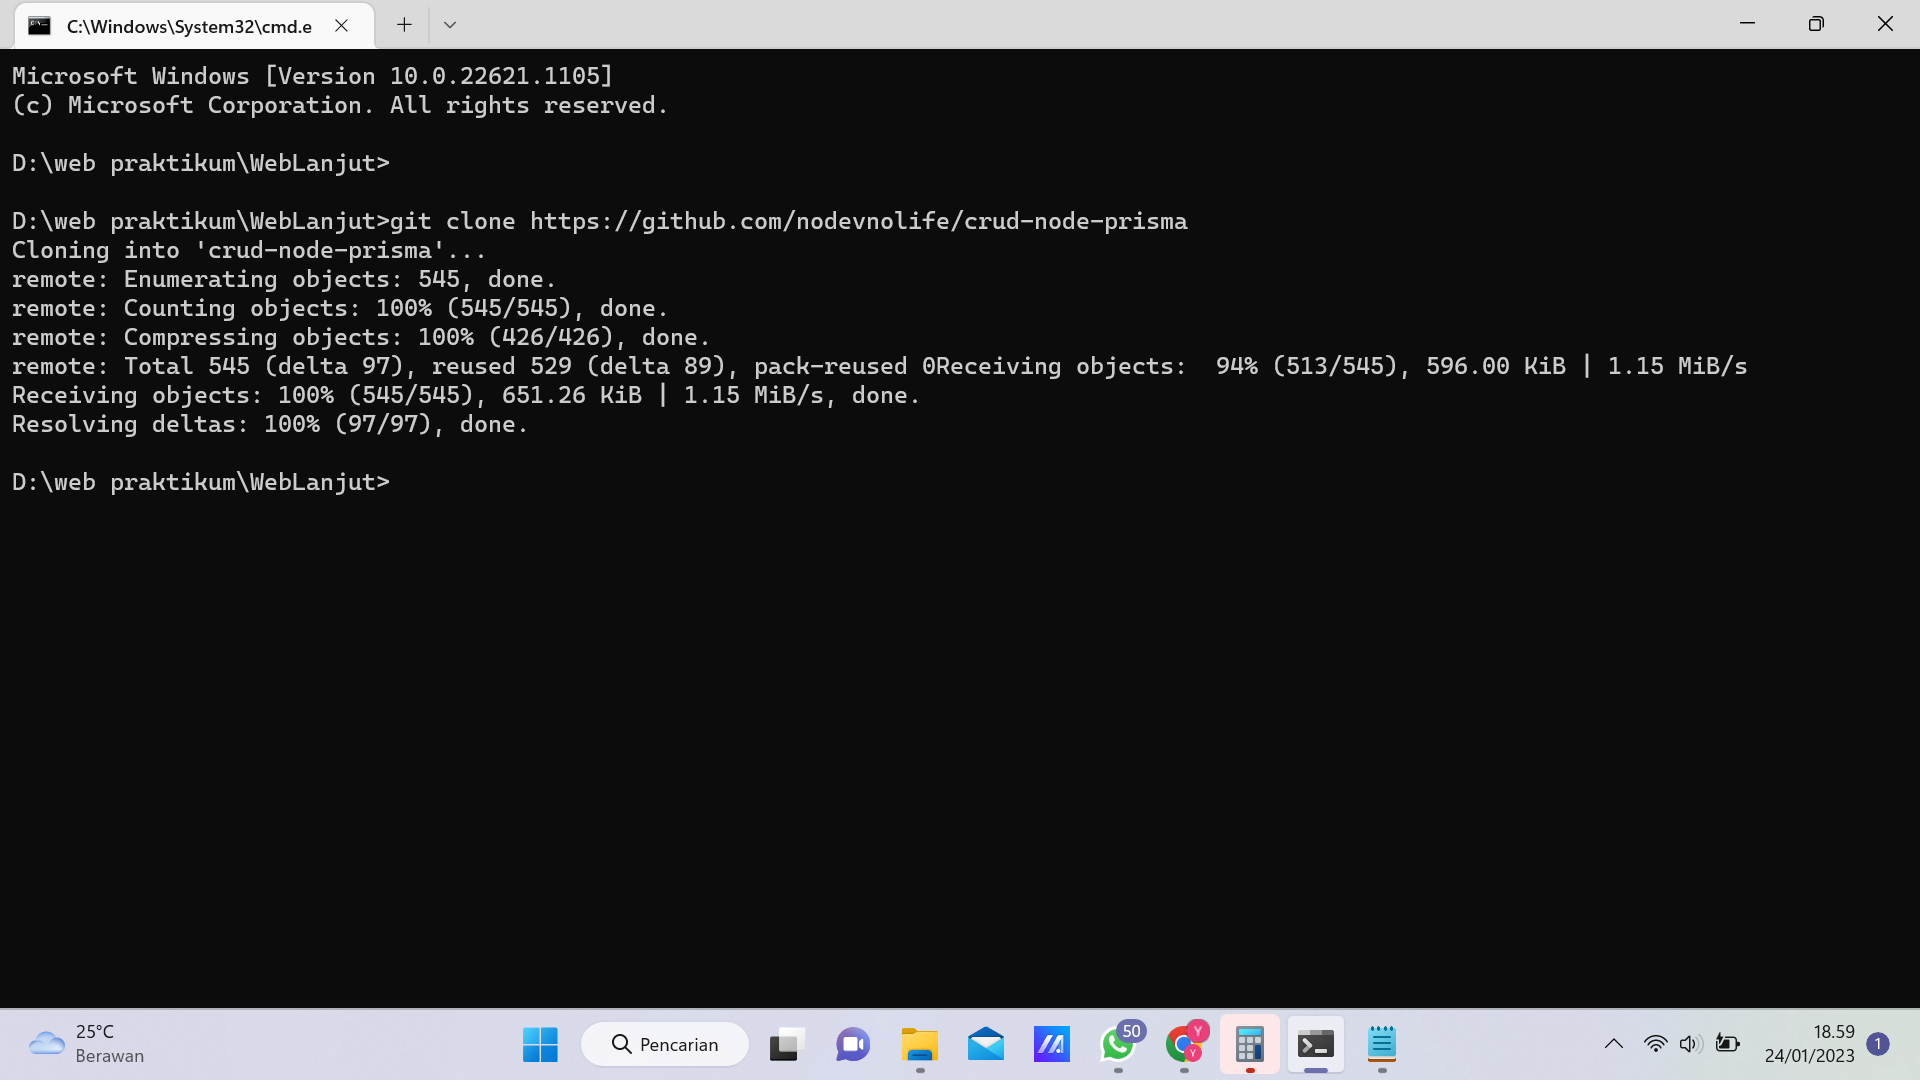 C:\Windows\System32\cmd.e
Microsoft Windows [Version 10.0.22621.1105]
(c) Microsoft Corporation. All rights reserved.
D:\web praktikum\WebLanjut>
D:\web praktikum\WebLanjut>git clone https://github.com/nodevnolife/crud-node-prisma
Cloning into 'crud-node-prisma'...
remote: Enumerating objects: 545, done.
remote: Counting objects: 100% (545/545), done.
remote: Compressing objects: 100% (426/426), done.
remote: Total 545 (delta 97), reused 529 (delta 89), pack-reused 0Receiving objects:  94% (513/545), 596.00 KiB | 1.15 MiB/s
Receiving objects: 100% (545/545), 651.26 KiB | 1.15 MiB/s, done.
Resolving deltas: 100% (97/97), done.
D:\web praktikum\WebLanjut>
25°C
Berawan
Pencarian
50
Y
Y
18.59
24/01/2023
1